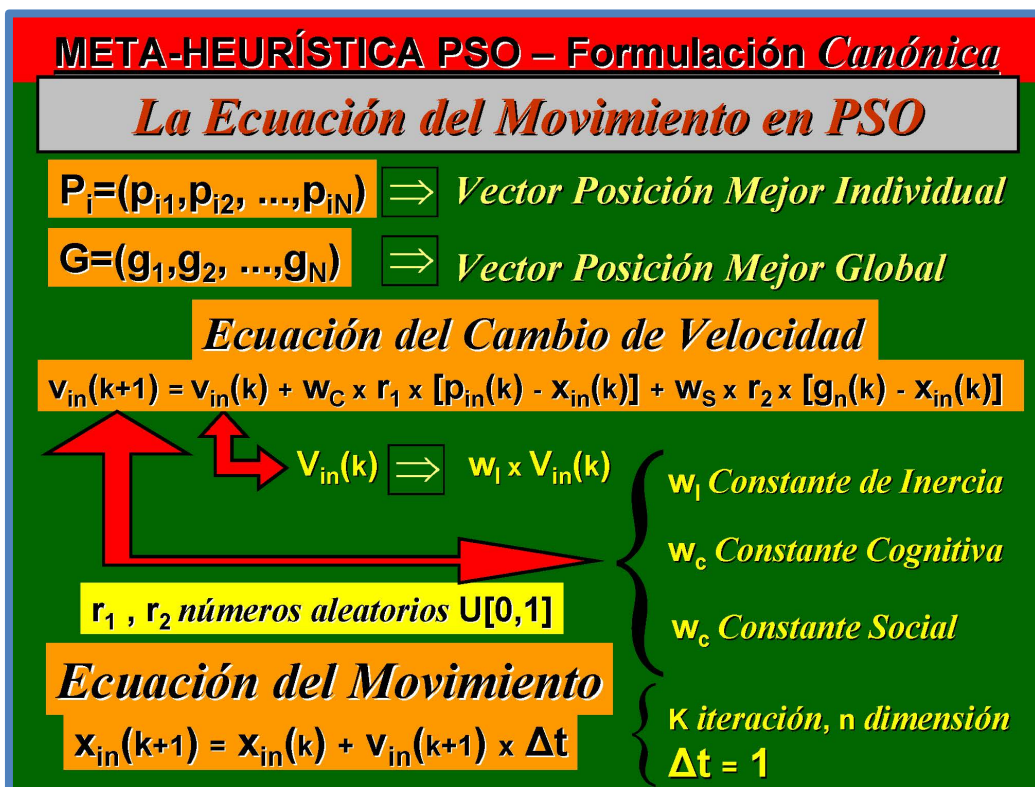 META-HEURÍSTICA PSO – Formulación Canónica
La Ecuación del Movimiento en PSO
Pi=(pi1,pi2, ...,piN) ⇒ Vector Posición Mejor Individual
G=(g1,g2, ...,gN) ⇒ Vector Posición Mejor Global
Ecuación del Cambio de Velocidad
vin(k+1) = vin(k) + wC x r1 x [pin(k) - xin(k)] + wS x r2 x [gn(k) - xin(k)]
Vin(k) ⇒ wI x Vin(k)
wI Constante de Inercia
wc Constante Cognitiva
wc Constante Social
r1 , r2 números aleatorios U[0,1]
Ecuación del Movimiento
xin(k+1) = xin(k) + vin(k+1) x Δt
K iteración, n dimensión
Δt = 1